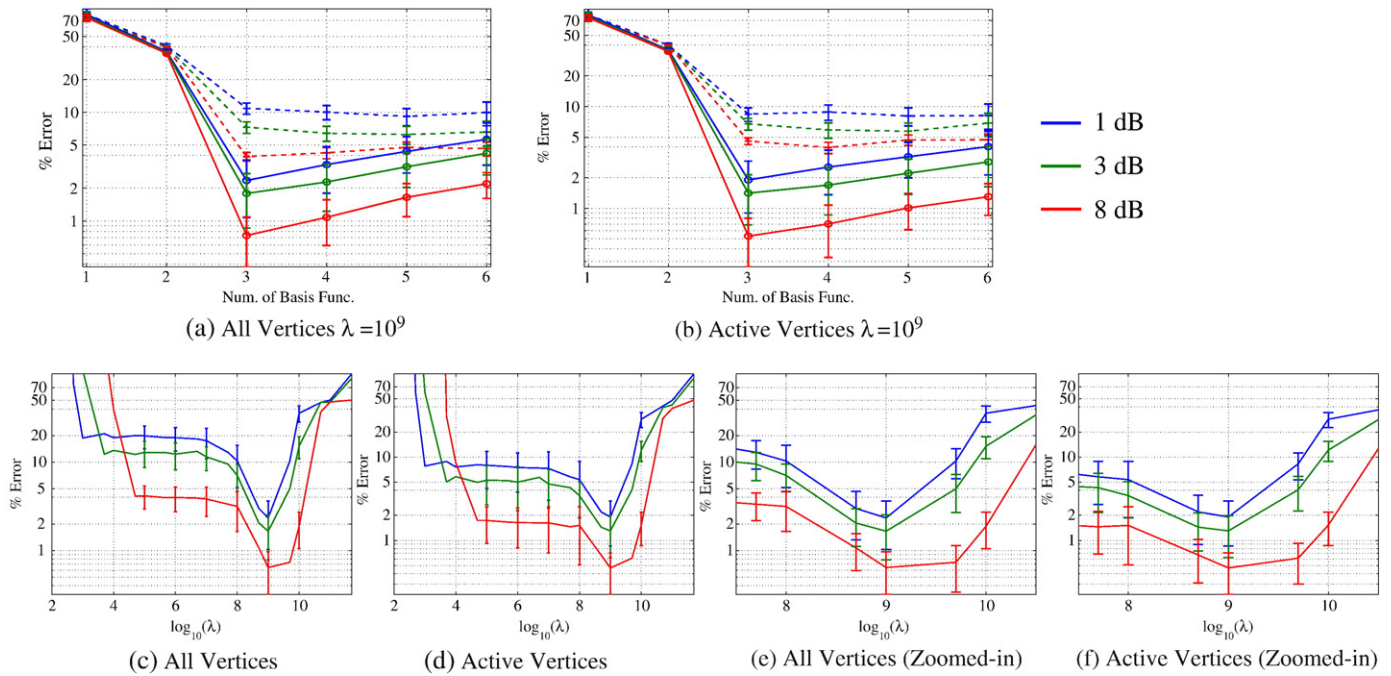 70
50
20
10
5
2
1
% Error
1 2 3 4 5 6
Num. of Basis Func.
(a) All Vertices λ =10⁹
70
50
20
10
5
2
1
% Error
1 2 3 4 5 6
Num. of Basis Func.
(b) Active Vertices λ =10⁹
1 dB
3 dB
8 dB
70
50
20
10
5
2
1
% Error
2 4 6 8 10
log₁₀(λ)
(c) All Vertices
70
50
20
10
5
2
1
% Error
2 4 6 8 10
log₁₀(λ)
(d) Active Vertices
70
50
20
10
5
2
1
% Error
8 9 10
log₁₀(λ)
(e) All Vertices (Zoomed-in)
70
50
20
10
5
2
1
% Error
8 9 10
log₁₀(λ)
(f) Active Vertices (Zoomed-in)